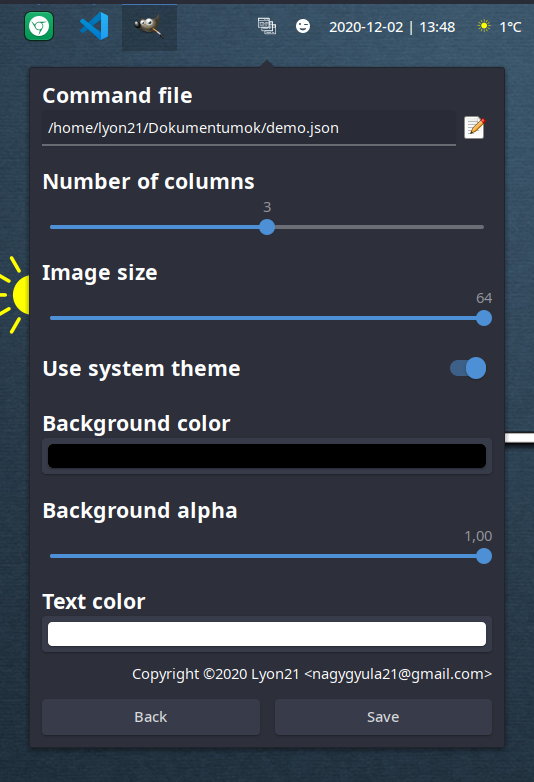 2020-12-02 | 13:48
1°C
Command file
/home/lyon21/Dokumentumok/demo.json
Number of columns
3
Image size
64
Use system theme
Background color
Background alpha
1,00
Text color
Copyright ©2020 Lyon21 <nagygyula21@gmail.com>
Back
Save